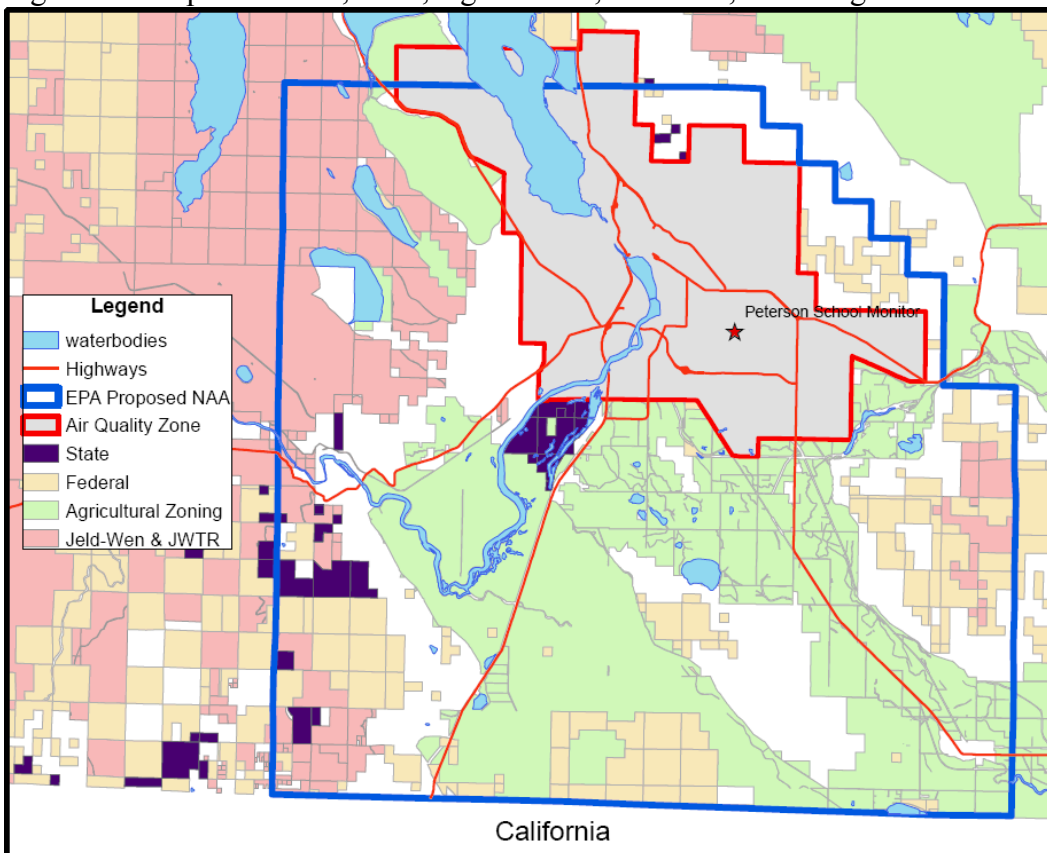 Peterson School Monitor
Legend
waterbodies
Highways
EPA Proposed NAA
Air Quality Zone
State
Federal
Agricultural Zoning
Jeld-Wen & JWTR
California